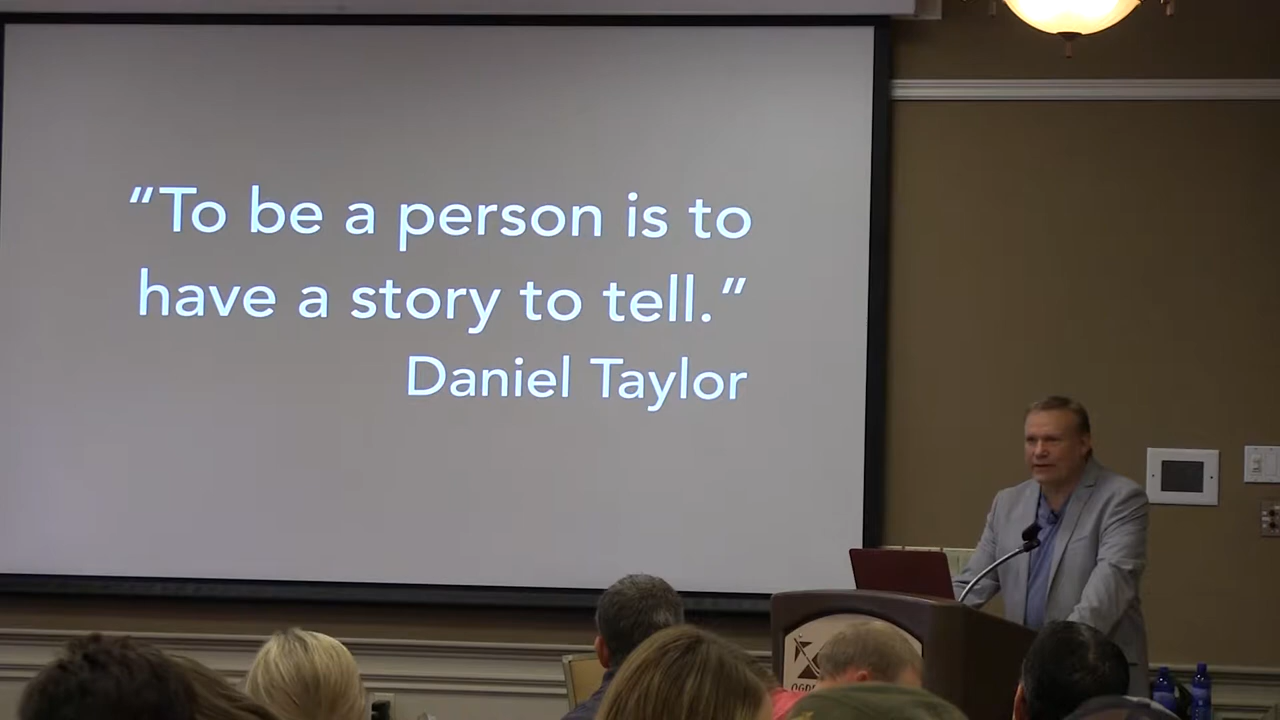 “To be a person is to
have a story to tell.”
Daniel Taylor